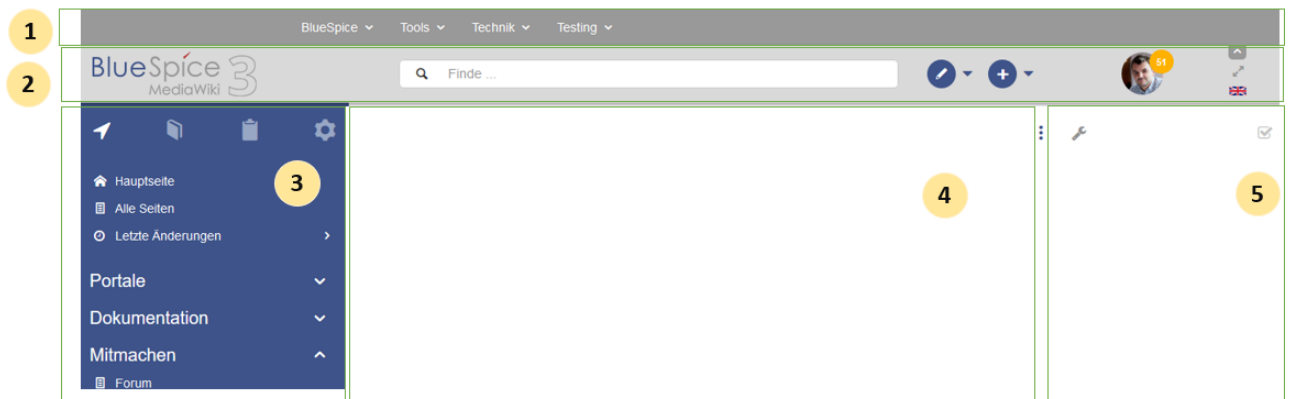 1
BlueSpice Tools Technik Testing
2
BlueSpice 3
MediaWiki
Finde ...
51
3
Hauptseite
Alle Seiten
Letzte Änderungen
Portale
Dokumentation
Mitmachen
Forum
4
5